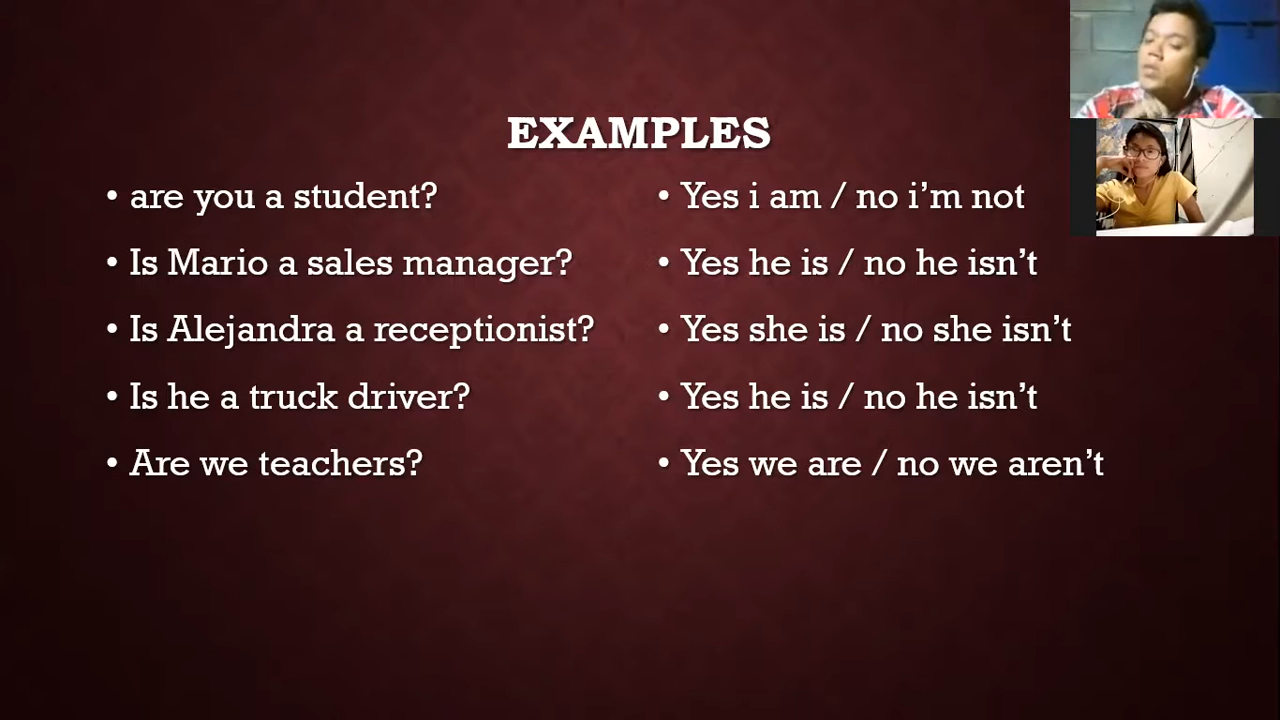 EXAMPLES
• are you a student?
• Is Mario a sales manager?
• Is Alejandra a receptionist?
• Is he a truck driver?
• Are we teachers?
• Yes i am / no i’m not
• Yes he is / no he isn’t
• Yes she is / no she isn’t
• Yes he is / no he isn’t
• Yes we are / no we aren’t